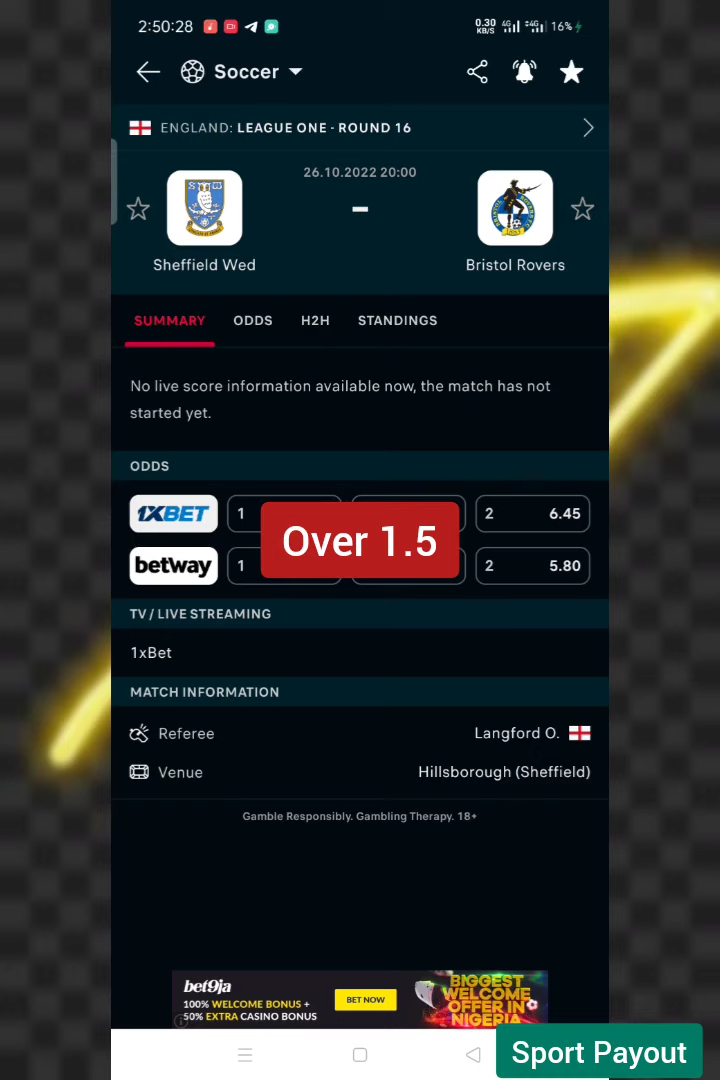 2:50:28
0.30 KB/S 4G 4G 16%
Soccer
ENGLAND: LEAGUE ONE - ROUND 16
26.10.2022 20:00
-
Sheffield Wed
Bristol Rovers
SUMMARY ODDS H2H STANDINGS
No live score information available now, the match has not
started yet.
ODDS
1XBET 1 2 6.45
Over 1.5
betway 1 2 5.80
TV / LIVE STREAMING
1xBet
MATCH INFORMATION
Referee Langford O.
Venue Hillsborough (Sheffield)
Gamble Responsibly. Gambling Therapy. 18+
bet9ja
100% WELCOME BONUS +
50% EXTRA CASINO BONUS
BET NOW
BIGGEST
WELCOME
OFFER IN
NIGERIA
Sport Payout